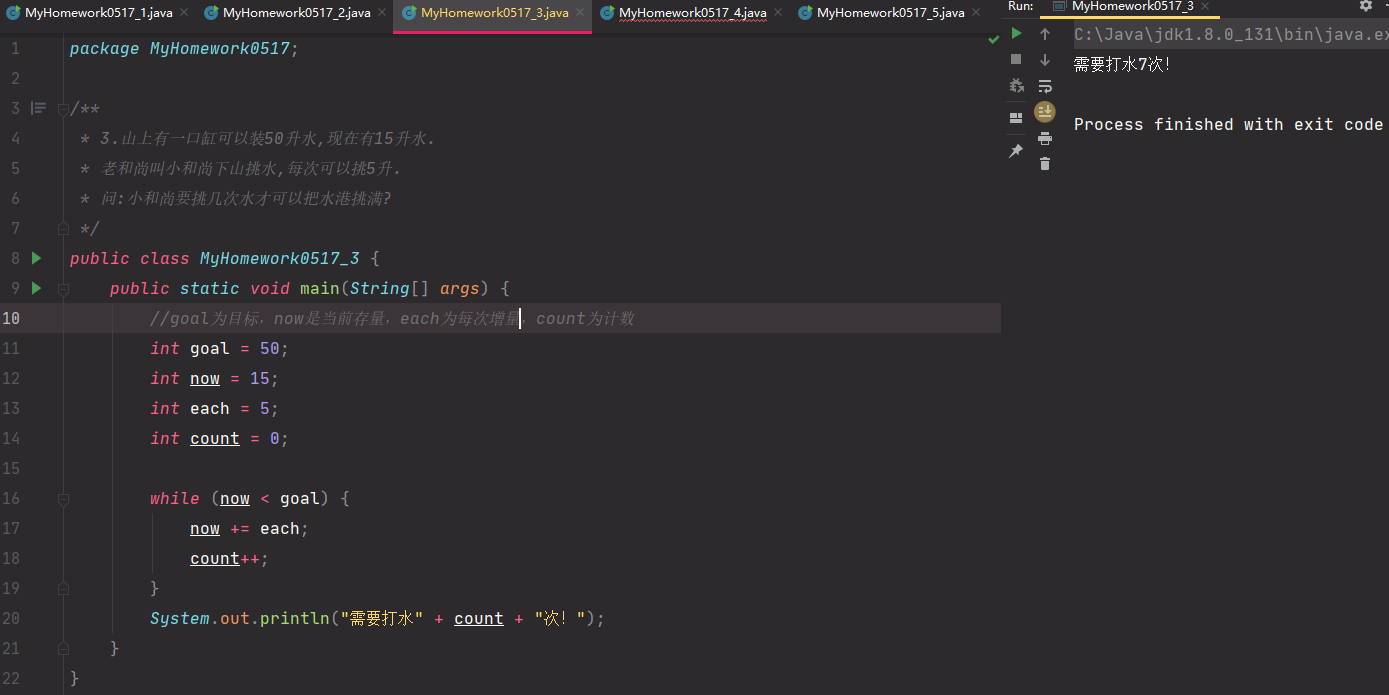 MyHomework0517_1.java MyHomework0517_2.java MyHomework0517_3.java MyHomework0517_4.java MyHomework0517_5.java
Run: MyHomework0517_3
1 package MyHomework0517;
2
3 /**
4 * 3.山上有一口缸可以装50升水,现在有15升水.
5 * 老和尚叫小和尚下山挑水,每次可以挑5升.
6 * 问:小和尚要挑几次水才可以把水港挑满?
7 */
8 public class MyHomework0517_3 {
9 public static void main(String[] args) {
10 //goal为目标，now是当前存量，each为每次增量，count为计数
11 int goal = 50;
12 int now = 15;
13 int each = 5;
14 int count = 0;
15
16 while (now < goal) {
17 now += each;
18 count++;
19 }
20 System.out.println("需要打水" + count + "次！");
21 }
22 }
C:\Java\jdk1.8.0_131\bin\java.ex
需要打水7次！
Process finished with exit code